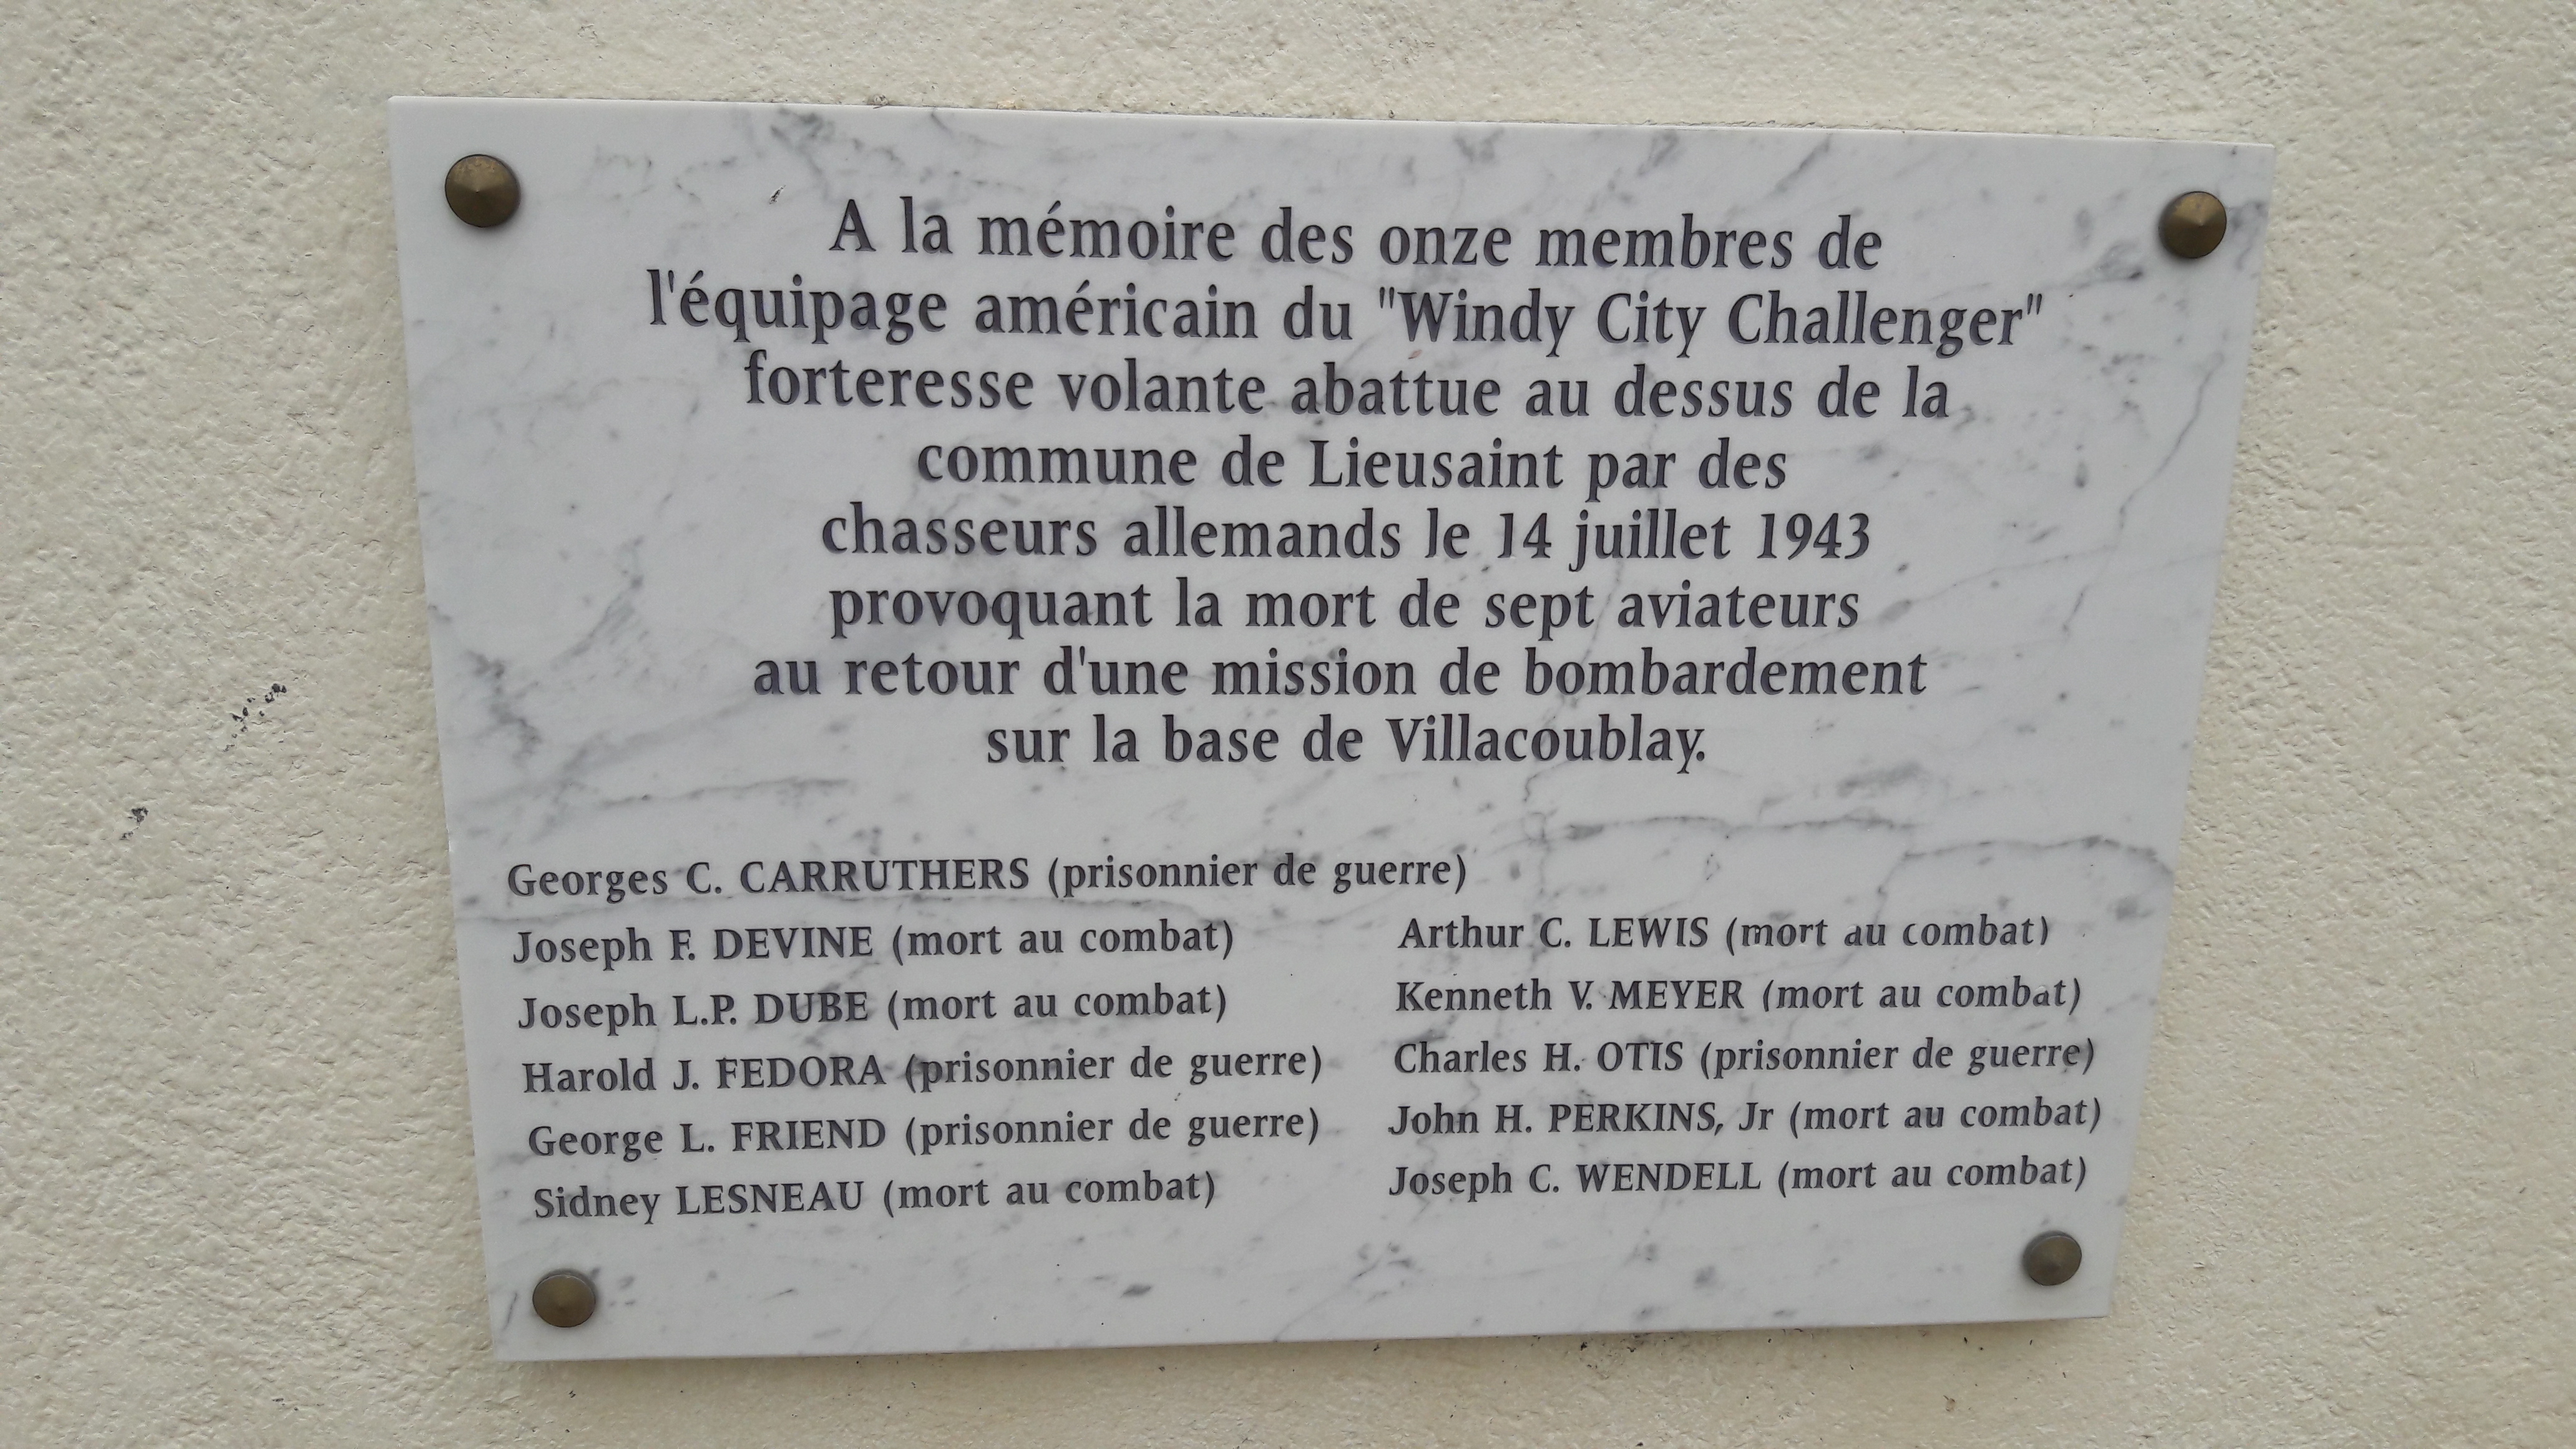 A la mémoire des onze membres de
l'équipage américain du "Windy City Challenger"
forteresse volante abattue au dessus de la
commune de Lieusaint par des
chasseurs allemands le 14 juillet 1943
provoquant la mort de sept aviateurs
au retour d'une mission de bombardement
sur la base de Villacoublay.
Georges C. CARRUTHERS (prisonnier de guerre)
Joseph F. DEVINE (mort au combat)
Joseph L.P. DUBE (mort au combat)
Harold J. FEDORA (prisonnier de guerre)
George L. FRIEND (prisonnier de guerre)
Sidney LESNEAU (mort au combat)
Arthur C. LEWIS (mort au combat)
Kenneth V. MEYER (mort au combat)
Charles H. OTIS (prisonnier de guerre)
John H. PERKINS, Jr (mort au combat)
Joseph C. WENDELL (mort au combat)